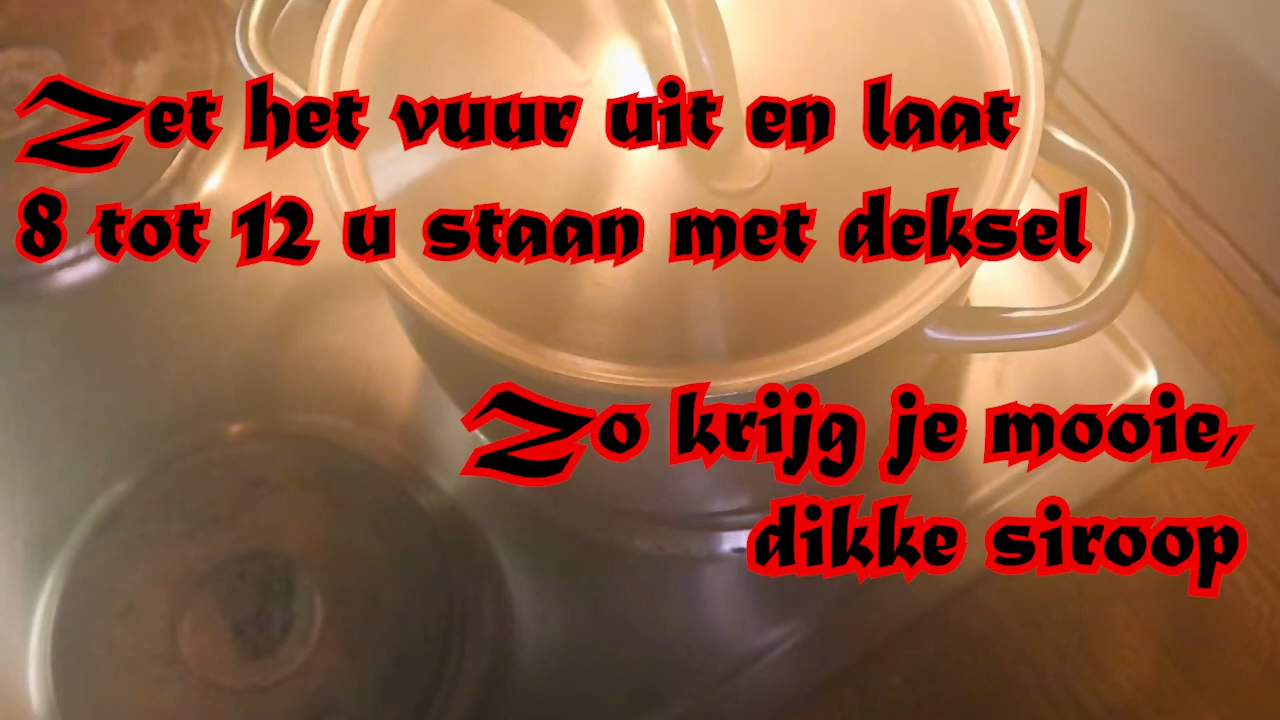 Zet het vuur uit en laat
8 tot 12 u staan met deksel
Zo krijg je mooie,
dikke siroop